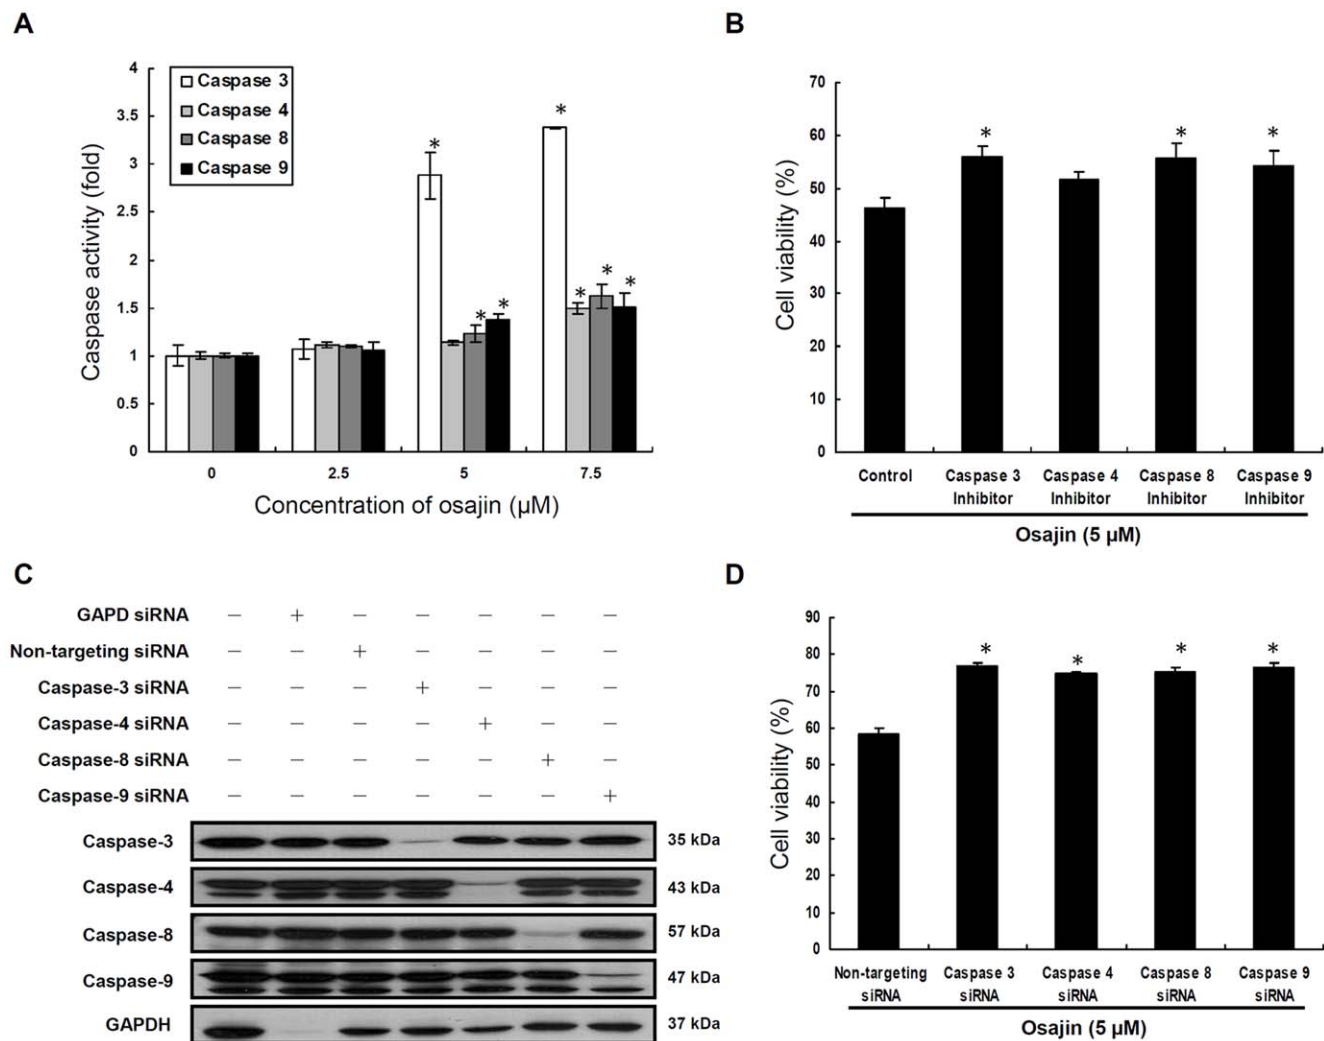 A
Caspase activity (fold)
4
3.5
3
2.5
2
1.5
1
0.5
0
Caspase 3
Caspase 4
Caspase 8
Caspase 9
*
*
*
*
*
*
*
0
2.5
5
7.5
Concentration of osajin (µM)
B
Cell viability (%)
70
60
50
40
30
20
10
0
*
*
*
Control
Caspase 3
Inhibitor
Caspase 4
Inhibitor
Caspase 8
Inhibitor
Caspase 9
Inhibitor
Osajin (5 µM)
C
GAPD siRNA − + − − − − −
Non-targeting siRNA − − + − − − −
Caspase-3 siRNA − − − + − − −
Caspase-4 siRNA − − − − + − −
Caspase-8 siRNA − − − − − + −
Caspase-9 siRNA − − − − − − +
Caspase-3 35 kDa
Caspase-4 43 kDa
Caspase-8 57 kDa
Caspase-9 47 kDa
GAPDH 37 kDa
D
Cell viability (%)
90
80
70
60
50
40
30
20
10
0
*
*
*
*
Non-targeting
siRNA
Caspase 3
siRNA
Caspase 4
siRNA
Caspase 8
siRNA
Caspase 9
siRNA
Osajin (5 µM)